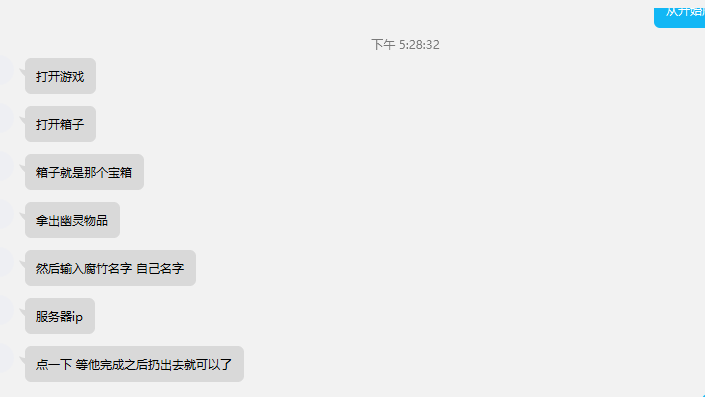 从开始
下午 5:28:32
打开游戏
打开箱子
箱子就是那个宝箱
拿出幽灵物品
然后输入腐竹名字 自己名字
服务器ip
点一下 等他完成之后扔出去就可以了